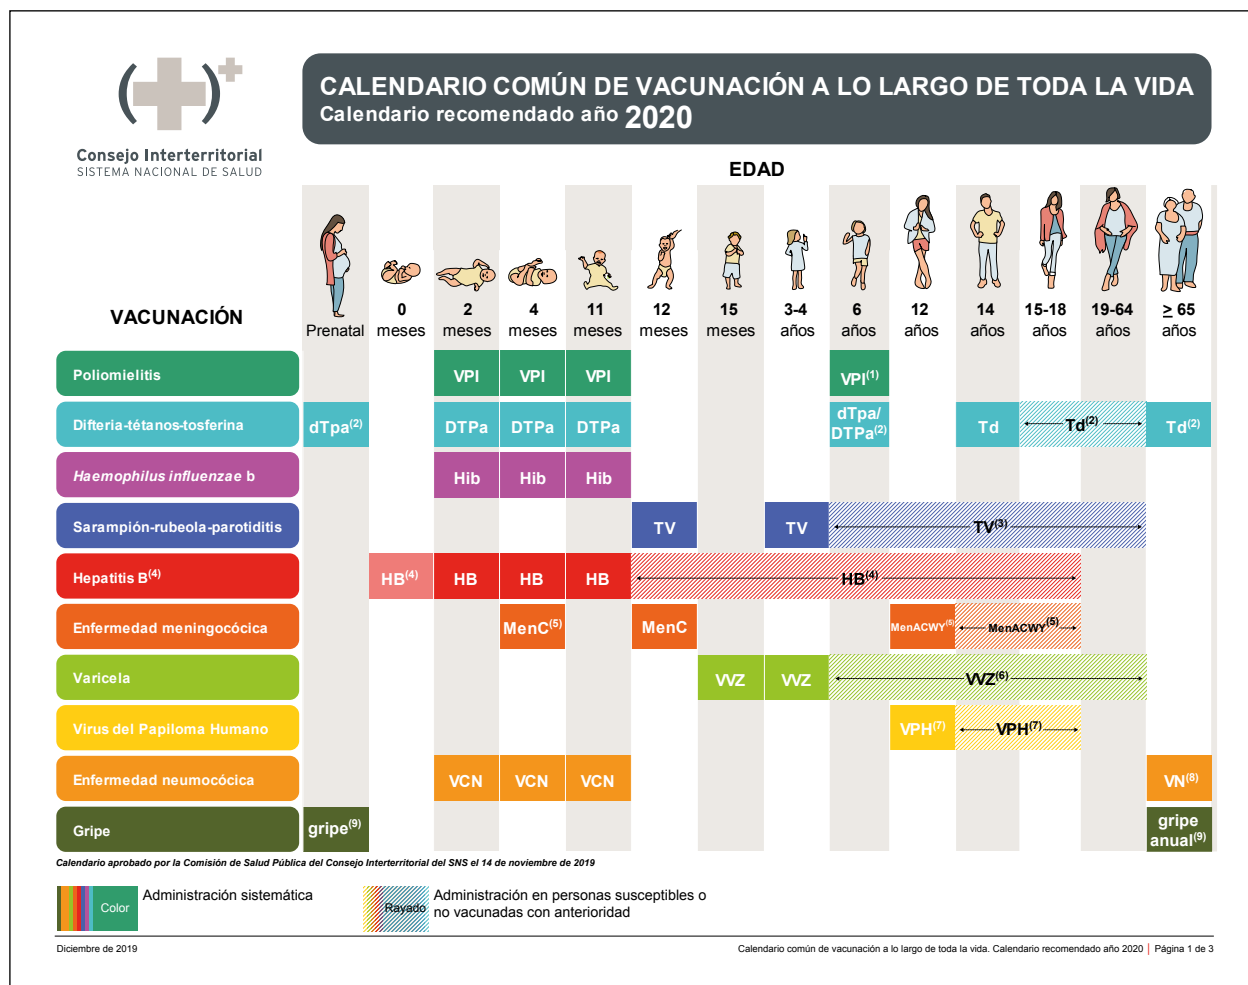 CALENDARIO COMÚN DE VACUNACIÓN A LO LARGO DE TODA LA VIDA
Calendario recomendado año 2020
Consejo Interterritorial
SISTEMA NACIONAL DE SALUD
EDAD
VACUNACIÓN
Prenatal
0 meses
2 meses
4 meses
11 meses
12 meses
15 meses
3-4 años
6 años
12 años
14 años
15-18 años
19-64 años
≥ 65 años
Poliomielitis VPI VPI VPI VPI(1)
Difteria-tétanos-tosferina dTpa(2) DTPa DTPa DTPa dTpa/ DTPa(2) Td Td(2) Td(2)
Haemophilus influenzae b Hib Hib Hib
Sarampión-rubeola-parotiditis TV TV TV(3)
Hepatitis B(4) HB(4) HB HB HB HB(4)
Enfermedad meningocócica MenC(5) MenC MenACWY(5) MenACWY(5)
Varicela VVZ VVZ VVZ(6)
Virus del Papiloma Humano VPH(7) VPH(7)
Enfermedad neumocócica VCN VCN VCN VN(8)
Gripe gripe(9) gripe anual(9)
Calendario aprobado por la Comisión de Salud Pública del Consejo Interterritorial del SNS el 14 de noviembre de 2019
Color Administración sistemática
Rayado Administración en personas susceptibles o
no vacunadas con anterioridad
Diciembre de 2019
Calendario común de vacunación a lo largo de toda la vida. Calendario recomendado año 2020 | Página 1 de 3